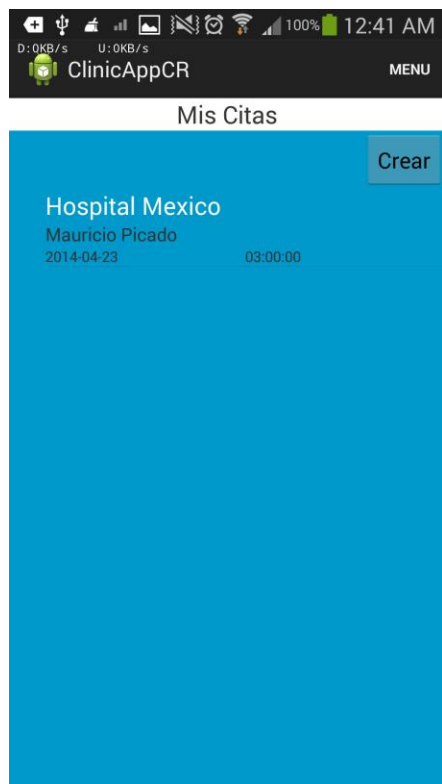 100% 12:41 AM
D:0KB/s U:0KB/s
ClinicAppCR MENU
Mis Citas
Crear
Hospital Mexico
Mauricio Picado
2014-04-23 03:00:00